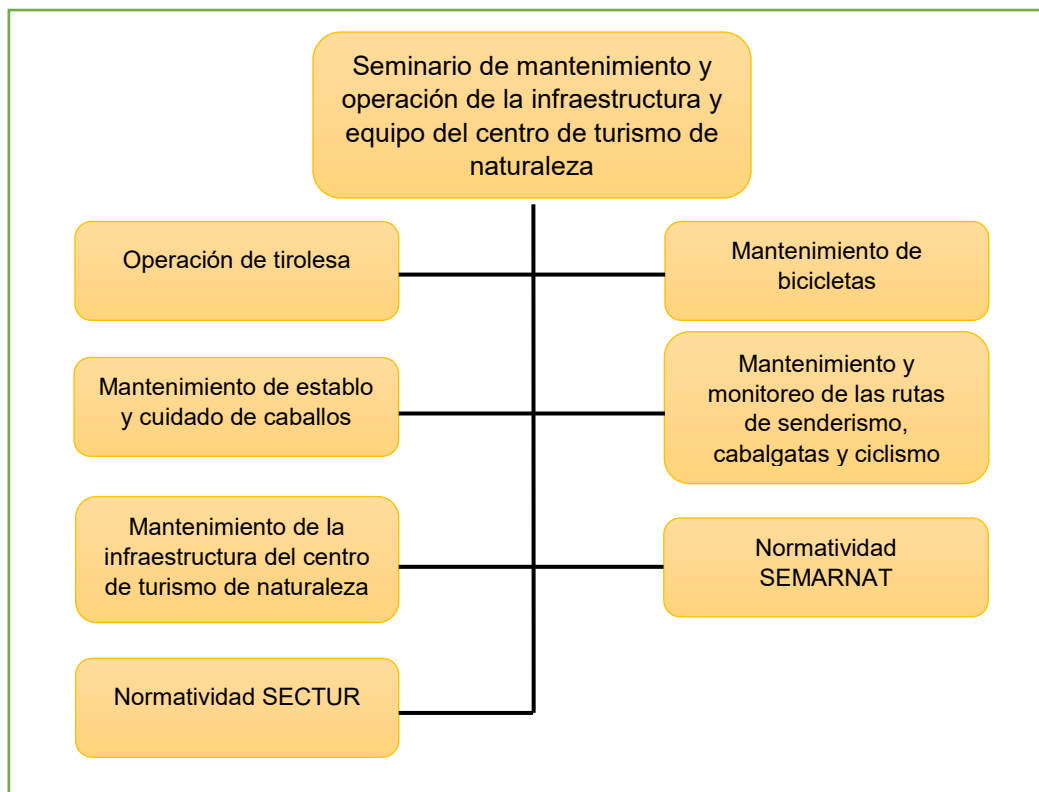 Seminario de mantenimiento y
operación de la infraestructura y
equipo del centro de turismo de
naturaleza
Operación de tirolesa
Mantenimiento de
bicicletas
Mantenimiento de establo
y cuidado de caballos
Mantenimiento y
monitoreo de las rutas
de senderismo,
cabalgatas y ciclismo
Mantenimiento de la
infraestructura del centro
de turismo de naturaleza
Normatividad
SEMARNAT
Normatividad SECTUR